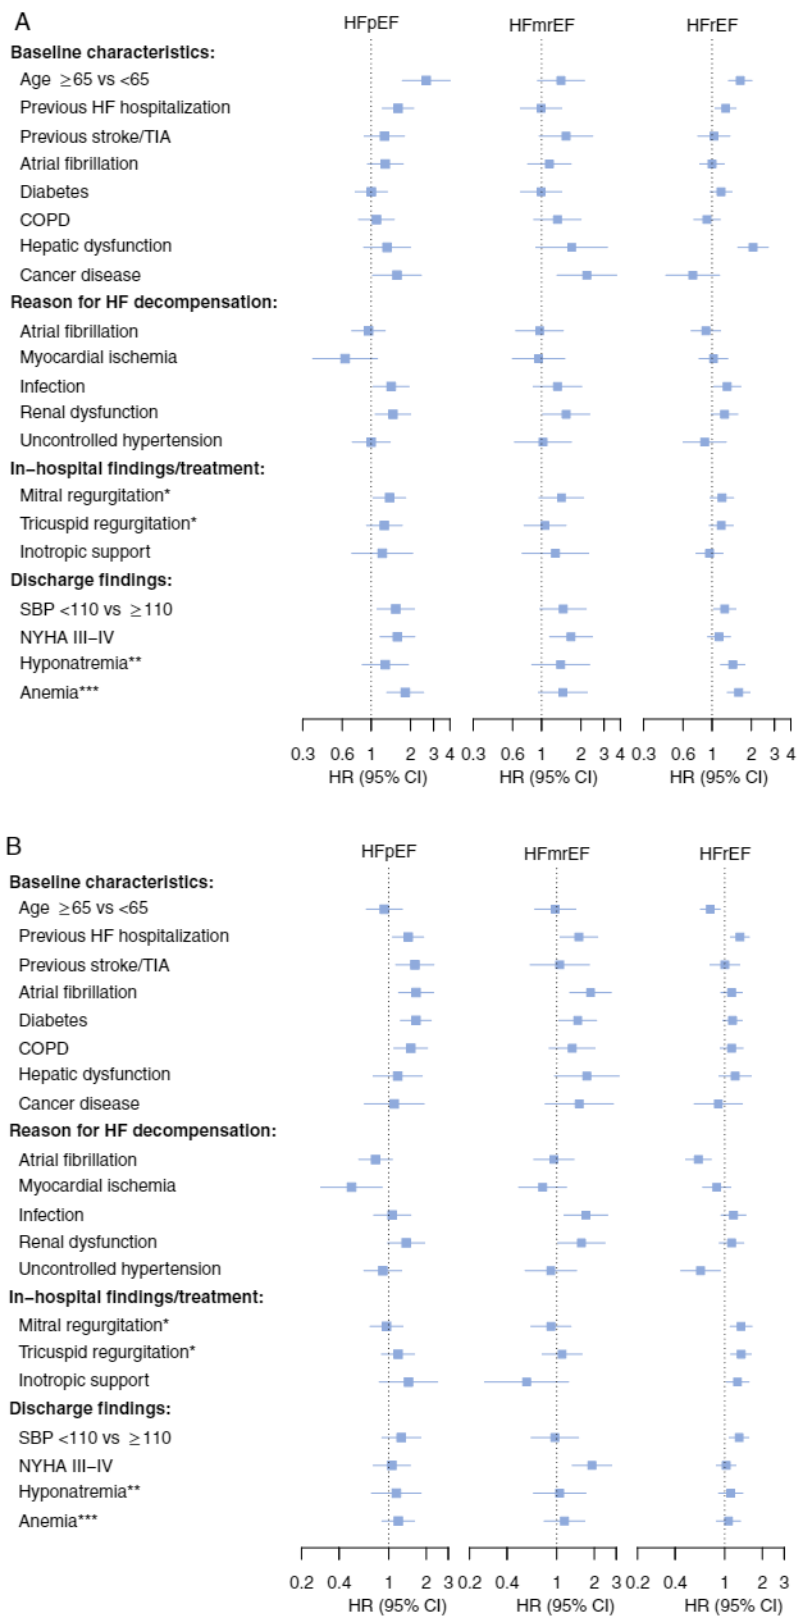 A
HFpEF HFmrEF HFrEF
Baseline characteristics:
Age ≥65 vs <65
Previous HF hospitalization
Previous stroke/TIA
Atrial fibrillation
Diabetes
COPD
Hepatic dysfunction
Cancer disease
Reason for HF decompensation:
Atrial fibrillation
Myocardial ischemia
Infection
Renal dysfunction
Uncontrolled hypertension
In−hospital findings/treatment:
Mitral regurgitation*
Tricuspid regurgitation*
Inotropic support
Discharge findings:
SBP <110 vs ≥110
NYHA III−IV
Hyponatremia**
Anemia***
0.3 0.6 1 2 3 4 0.3 0.6 1 2 3 4 0.3 0.6 1 2 3 4
HR (95% CI) HR (95% CI) HR (95% CI)
B
HFpEF HFmrEF HFrEF
Baseline characteristics:
Age ≥65 vs <65
Previous HF hospitalization
Previous stroke/TIA
Atrial fibrillation
Diabetes
COPD
Hepatic dysfunction
Cancer disease
Reason for HF decompensation:
Atrial fibrillation
Myocardial ischemia
Infection
Renal dysfunction
Uncontrolled hypertension
In−hospital findings/treatment:
Mitral regurgitation*
Tricuspid regurgitation*
Inotropic support
Discharge findings:
SBP <110 vs ≥110
NYHA III−IV
Hyponatremia**
Anemia***
0.2 0.4 1 2 3 0.2 0.4 1 2 3 0.2 0.4 1 2 3
HR (95% CI) HR (95% CI) HR (95% CI)